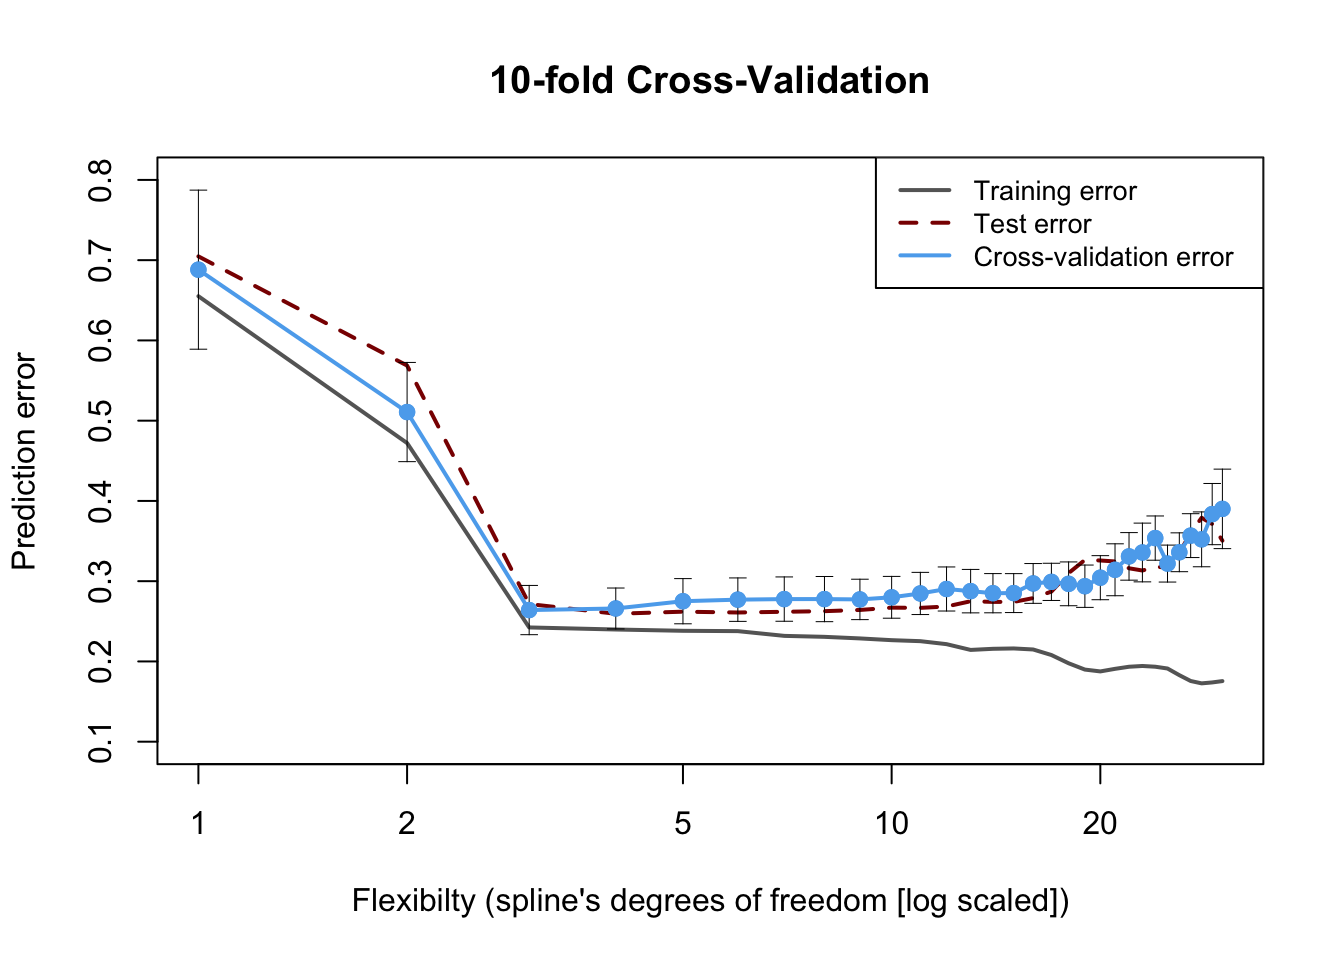 10-fold Cross-Validation
Training error
Test error
Cross-validation error
Prediction error
0.8
0.7
0.6
0.5
0.4
0.3
0.2
0.1
1 2 5 10 20
Flexibilty (spline's degrees of freedom [log scaled])